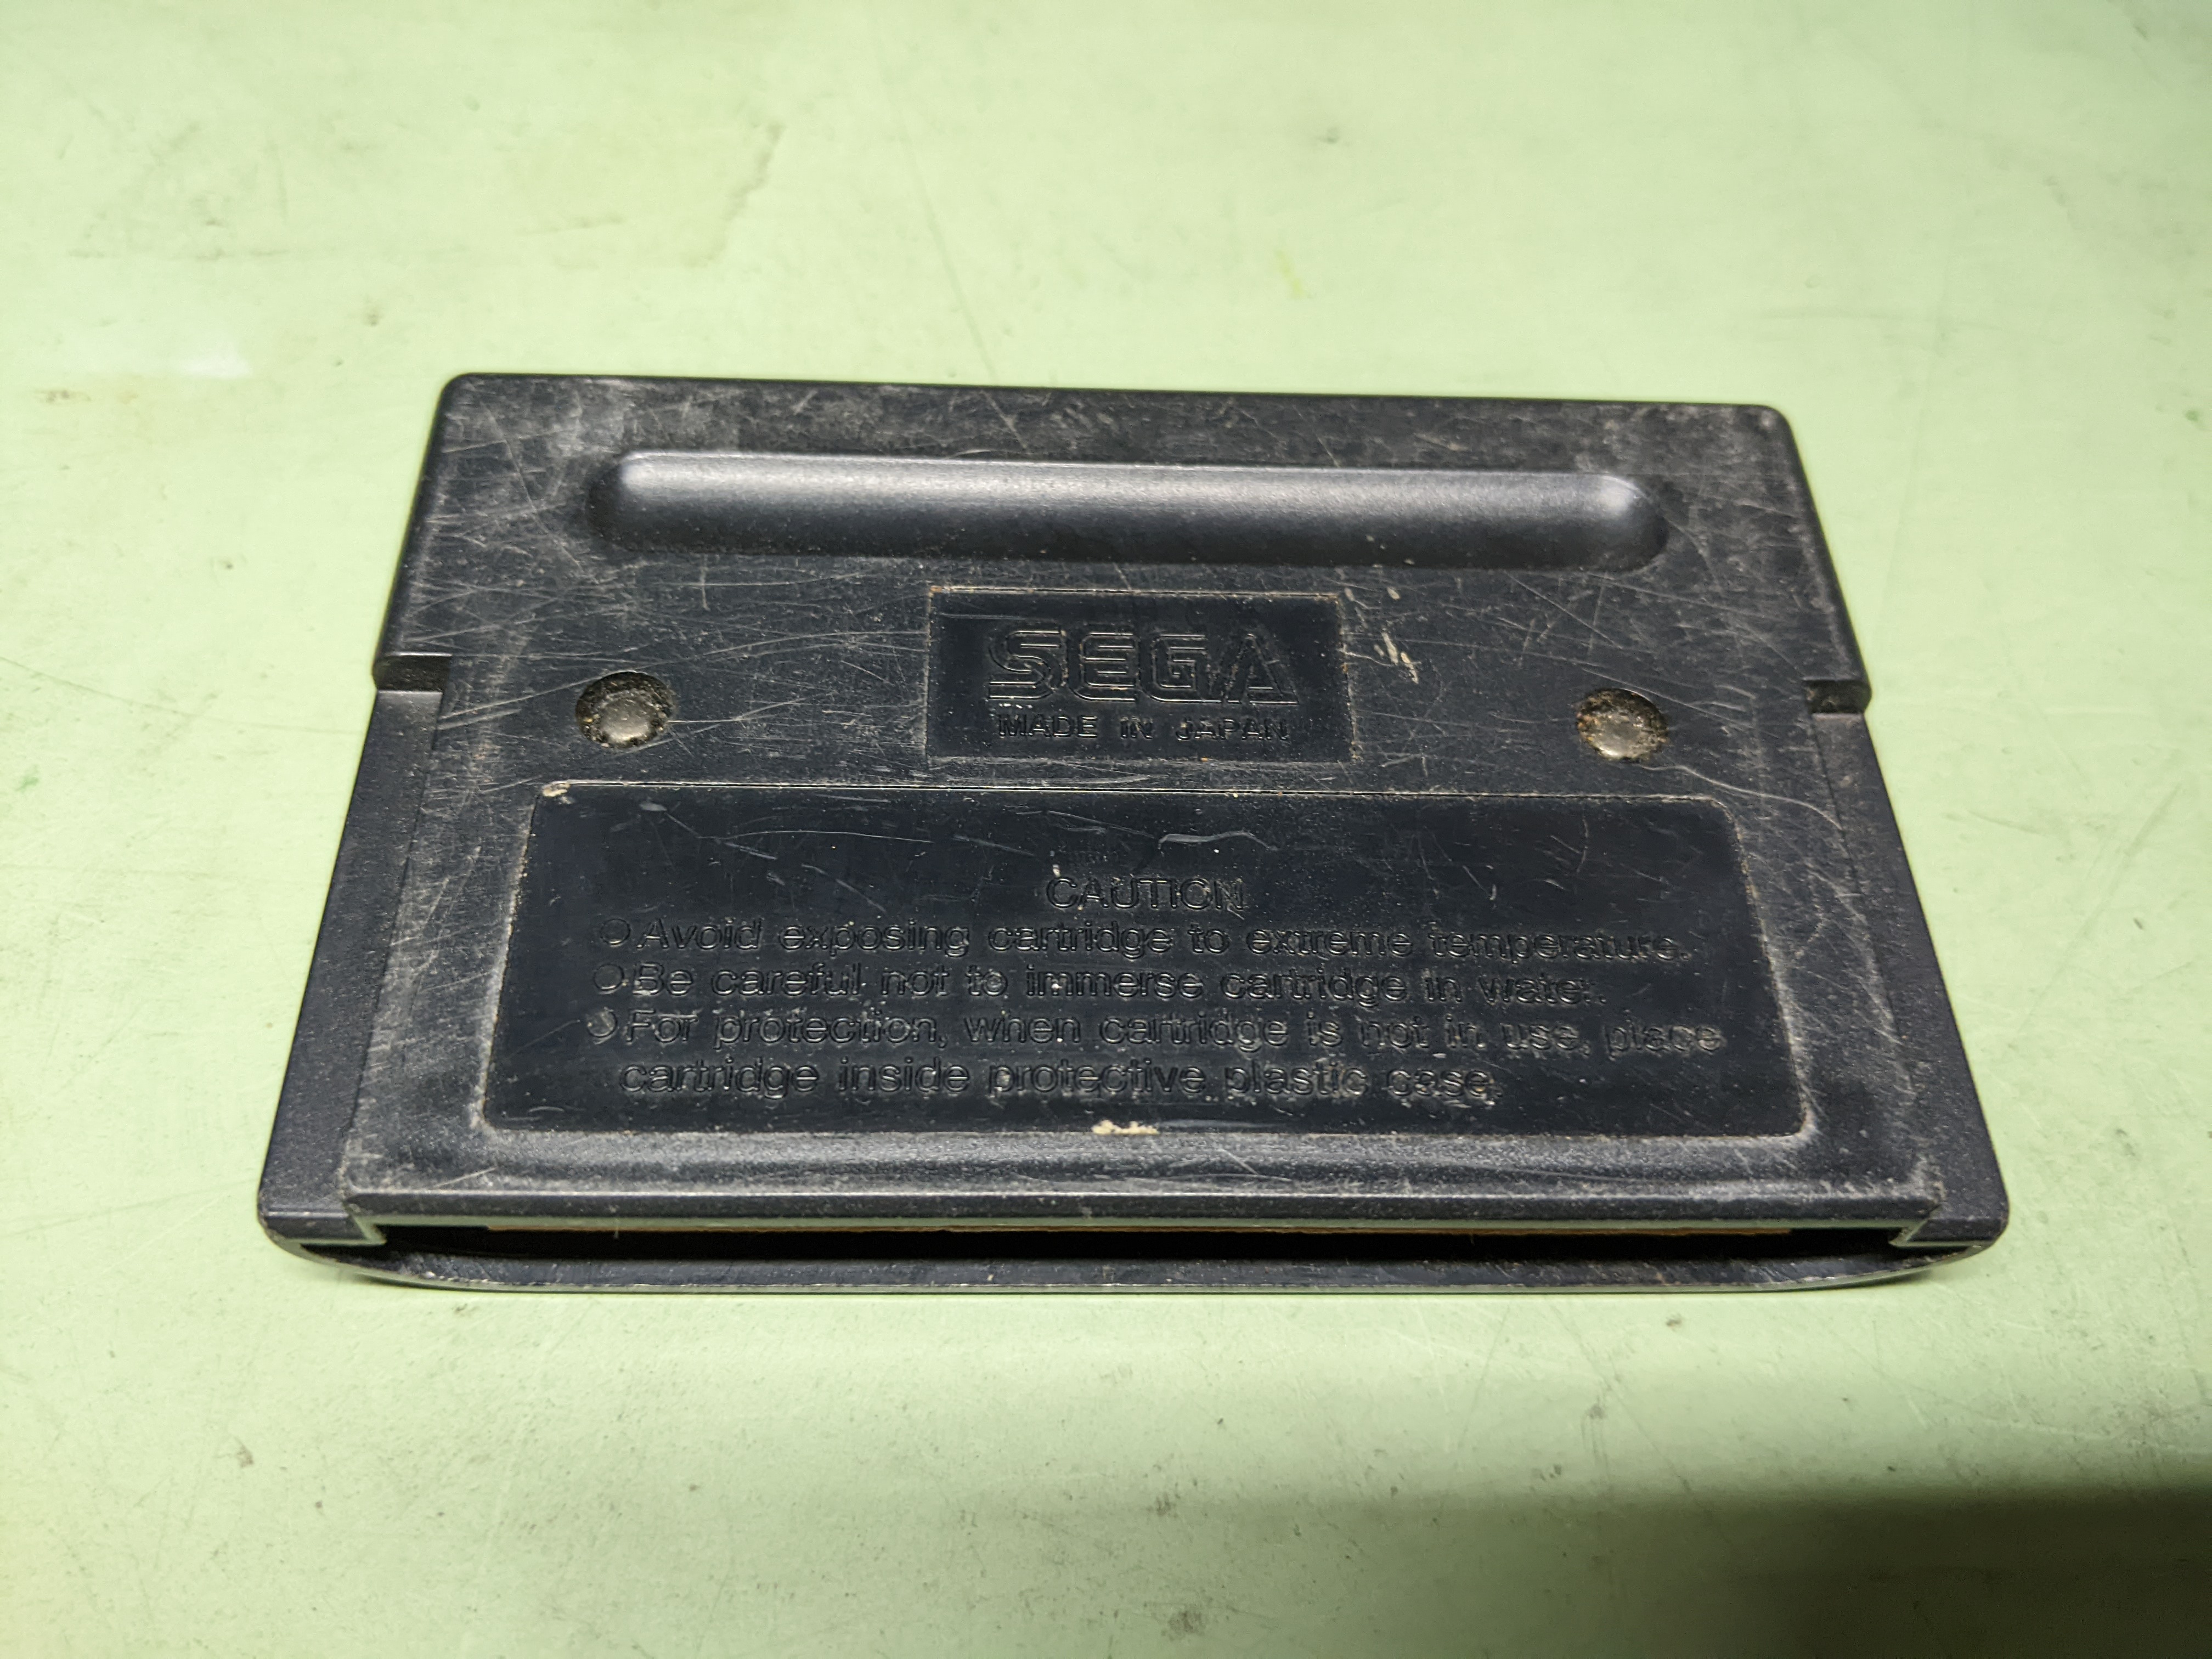 SEGA
MADE IN JAPAN
CAUTION
○Avoid exposing cartridge to extreme temperature.
○Be careful not to immerse cartridge in water.
○For protection, when cartridge is not in use, place
cartridge inside protective plastic case.